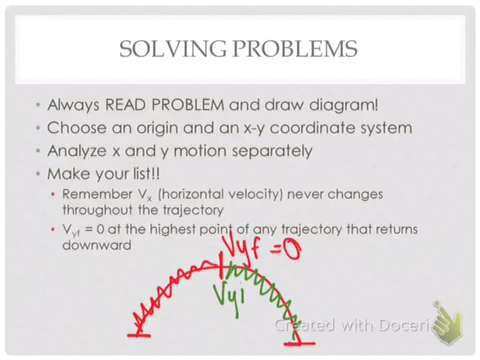 SOLVING PROBLEMS
• Always READ PROBLEM and draw diagram!
• Choose an origin and an x-y coordinate system
• Analyze x and y motion separately
• Make your list!!
• Remember Vx (horizontal velocity) never changes
throughout the trajectory
• Vyf = 0 at the highest point of any trajectory that returns
downward
Vyf = 0
Vyi
Created with Doceri